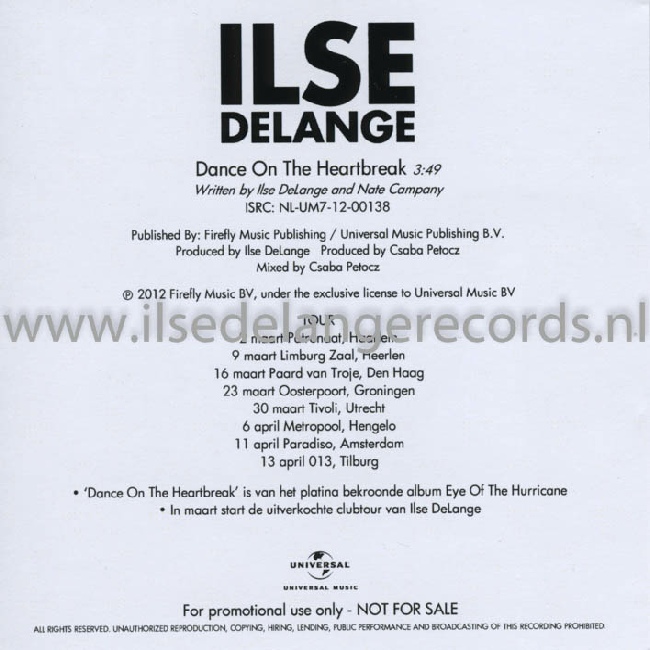 ILSE
DELANGE
Dance On The Heartbreak 3:49
Written by Ilse DeLange and Nate Campany
ISRC: NL-UM7-12-00138
Published By: Firefly Music Publishing / Universal Music Publishing B.V.
Produced by Ilse DeLange Produced by Csaba Petocz
Mixed by Csaba Petocz
℗ 2012 Firefly Music BV, under the exclusive license to Universal Music BV
www.ilsedelangerecords.nl
TOUR
2 maart Patronaat, Haarlem
9 maart Limburg Zaal, Heerlen
16 maart Paard van Troje, Den Haag
23 maart Oosterpoort, Groningen
30 maart Tivoli, Utrecht
6 april Metropool, Hengelo
11 april Paradiso, Amsterdam
13 april 013, Tilburg
• 'Dance On The Heartbreak' is van het platina bekroonde album Eye Of The Hurricane
• In maart start de uitverkochte clubtour van Ilse DeLange
UNIVERSAL
UNIVERSAL MUSIC
For promotional use only - NOT FOR SALE
ALL RIGHTS RESERVED. UNAUTHORIZED REPRODUCTION, COPYING, HIRING, LENDING, PUBLIC PERFORMANCE AND BROADCASTING OF THIS RECORDING PROHIBITED.